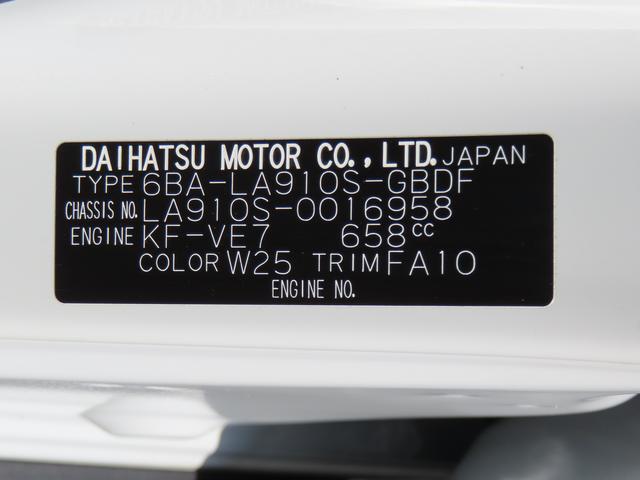 DAIHATSU MOTOR CO., LTD. JAPAN
TYPE 6BA-LA910S-GBDF
CHASSIS NO. LA910S-0016958
ENGINE KF-VE7 658CC
COLOR W25 TRIM FA10
ENGINE NO.